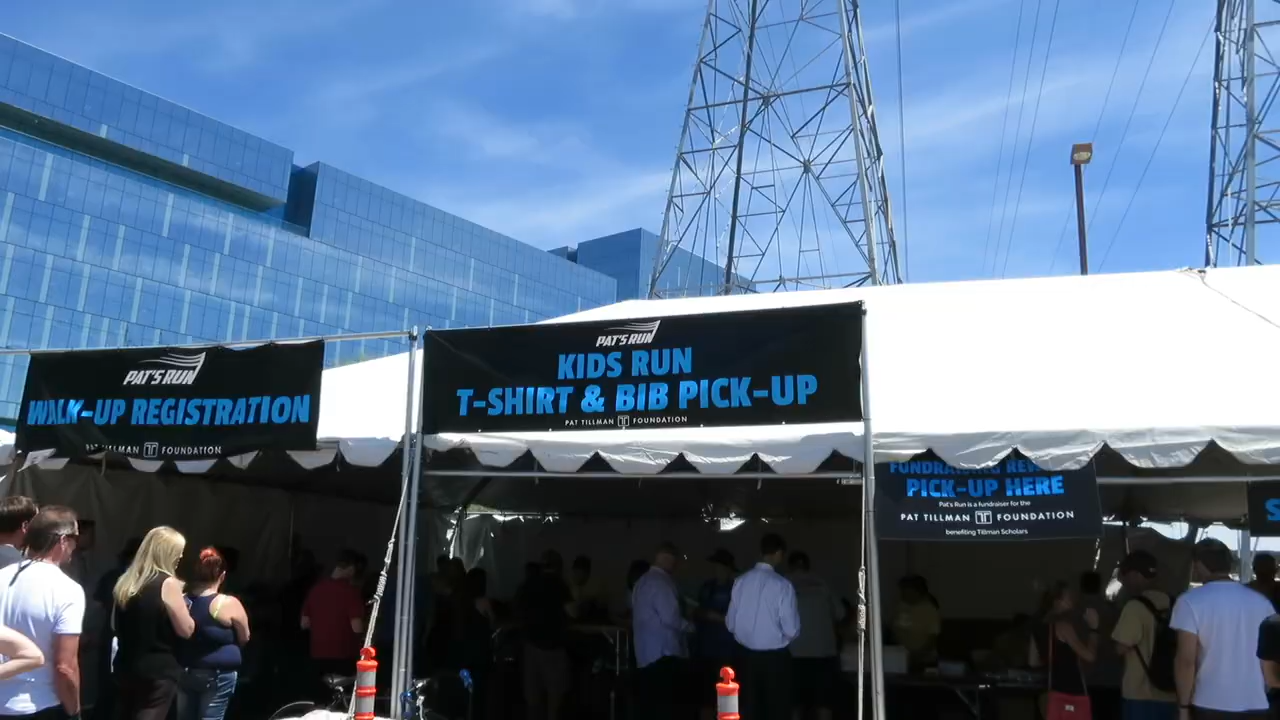 PAT'S RUN
WALK-UP REGISTRATION
PAT TILLMAN FOUNDATION
PAT'S RUN
KIDS RUN
T-SHIRT & BIB PICK-UP
PAT TILLMAN FOUNDATION
FUNDRAISING
PICK-UP HERE
Pat's Run is a fundraiser for the
PAT TILLMAN FOUNDATION
benefiting Tillman Scholars